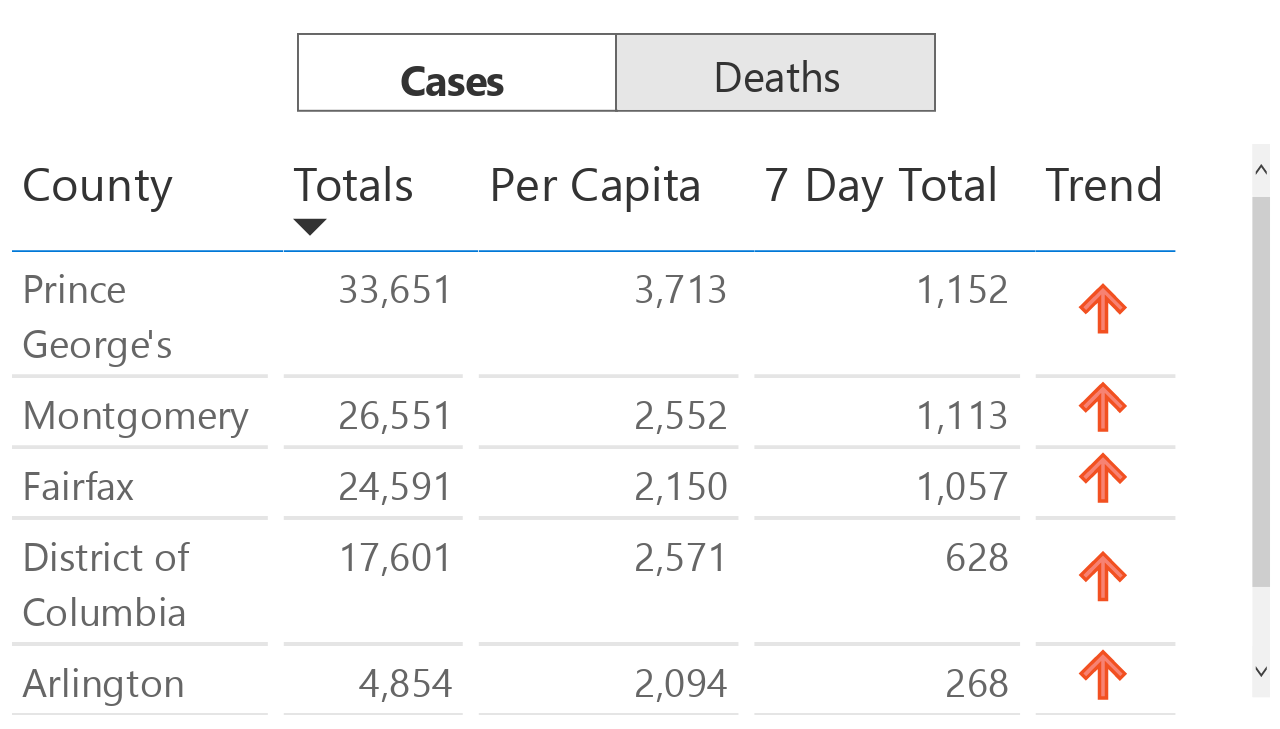 Cases Deaths
County Totals Per Capita 7 Day Total Trend
Prince 33,651 3,713 1,152
George's
Montgomery 26,551 2,552 1,113
Fairfax 24,591 2,150 1,057
District of 17,601 2,571 628
Columbia
Arlington 4,854 2,094 268